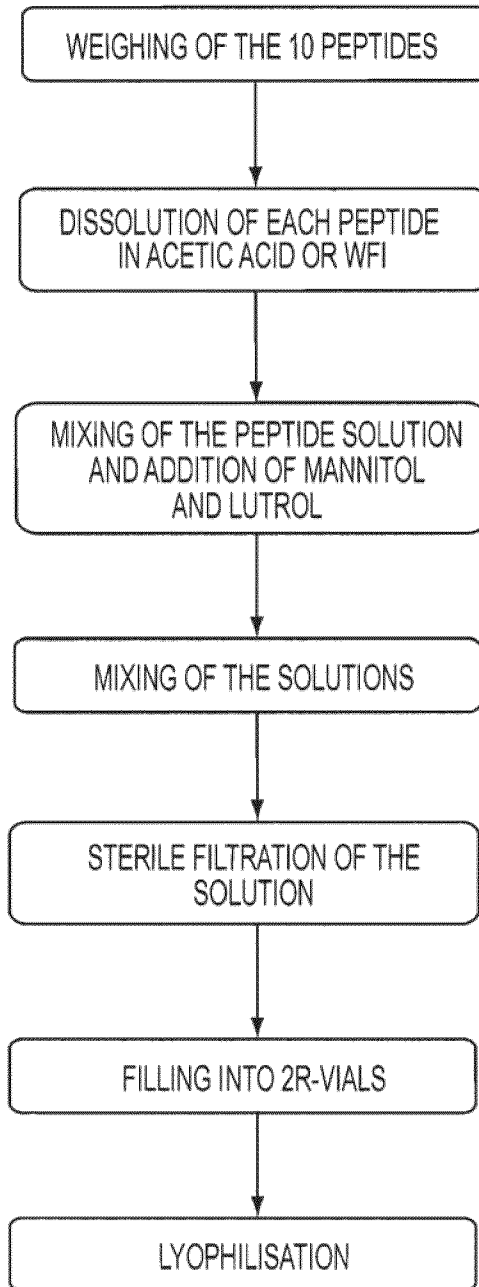 WEIGHING OF THE 10 PEPTIDES
DISSOLUTION OF EACH PEPTIDE
IN ACETIC ACID OR WFI
MIXING OF THE PEPTIDE SOLUTION
AND ADDITION OF MANNITOL
AND LUTROL
MIXING OF THE SOLUTIONS
STERILE FILTRATION OF THE
SOLUTION
FILLING INTO 2R-VIALS
LYOPHILISATION